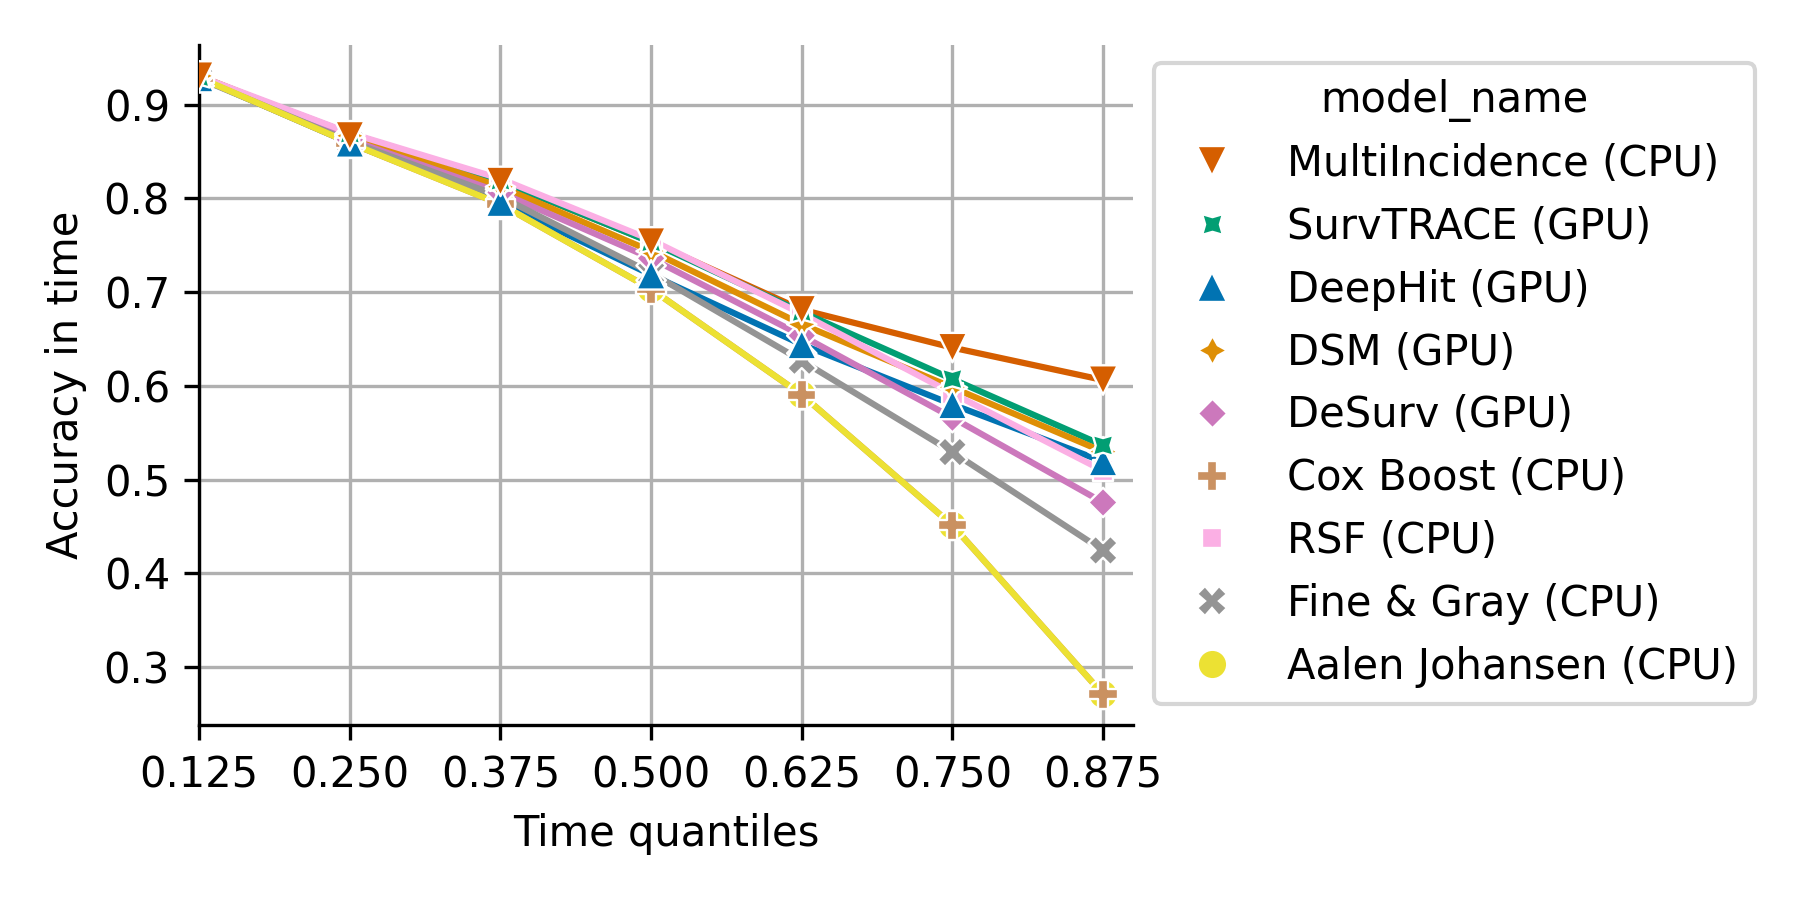 Accuracy in time
0.9
0.8
0.7
0.6
0.5
0.4
0.3
0.125 0.250 0.375 0.500 0.625 0.750 0.875
Time quantiles
model_name
MultiIncidence (CPU)
SurvTRACE (GPU)
DeepHit (GPU)
DSM (GPU)
DeSurv (GPU)
Cox Boost (CPU)
RSF (CPU)
Fine & Gray (CPU)
Aalen Johansen (CPU)